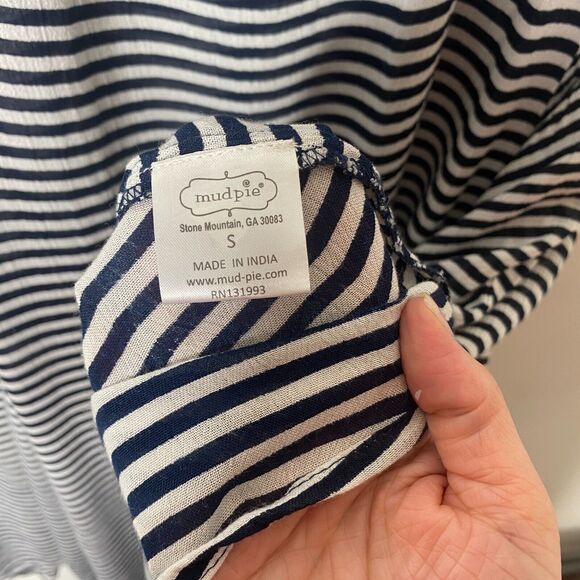 mudpie
Stone Mountain, GA 30083
S
MADE IN INDIA
www.mud-pie.com
RN131993